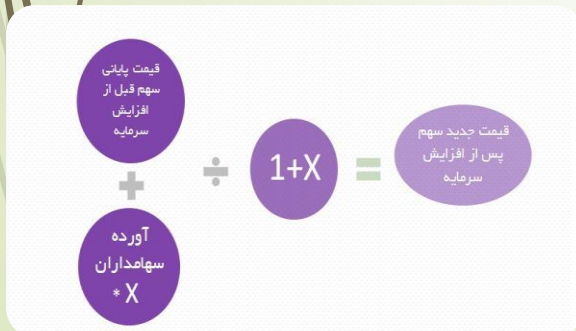 قیمت پایانی
سهم قبل از
افزایش
سرمایه
+
آورده
سهامداران
* X
÷
1+X
=
قیمت جدید سهم
پس از افزایش
سرمایه